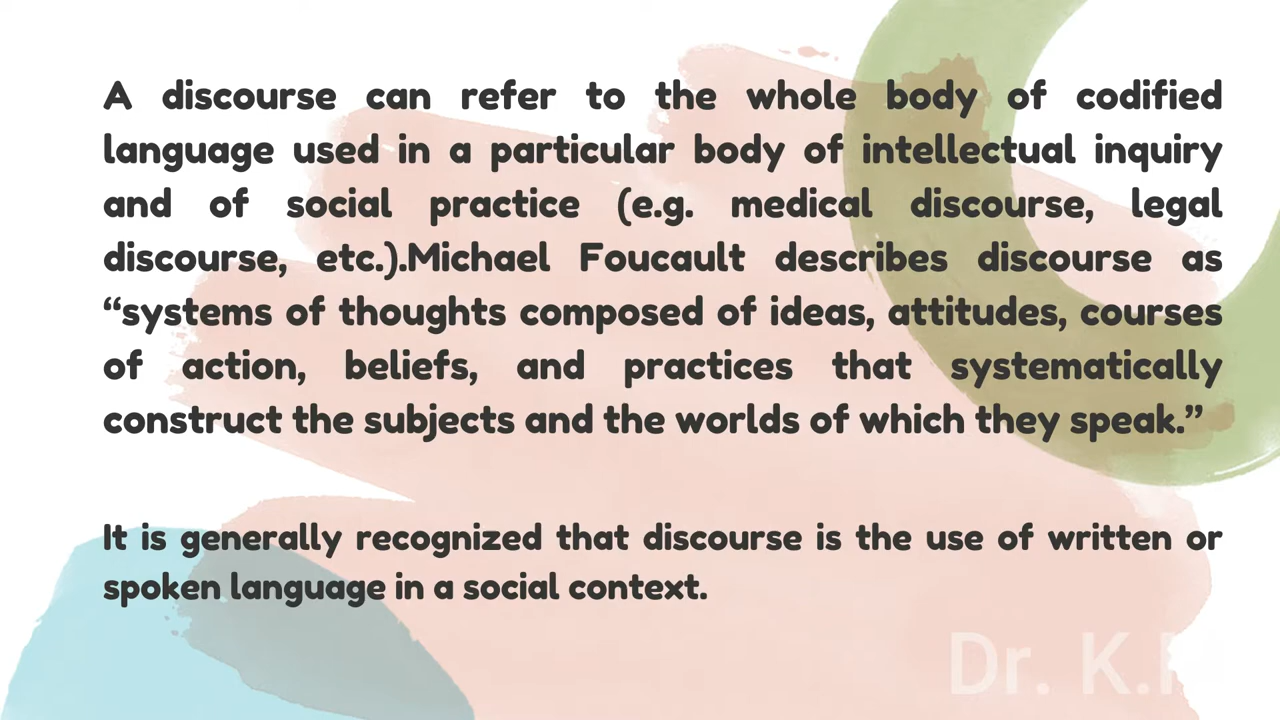 A discourse can refer to the whole body of codified
language used in a particular body of intellectual inquiry
and of social practice (e.g. medical discourse, legal
discourse, etc.).Michael Foucault describes discourse as
“systems of thoughts composed of ideas, attitudes, courses
of action, beliefs, and practices that systematically
construct the subjects and the worlds of which they speak.”
It is generally recognized that discourse is the use of written or
spoken language in a social context.
Dr. K.